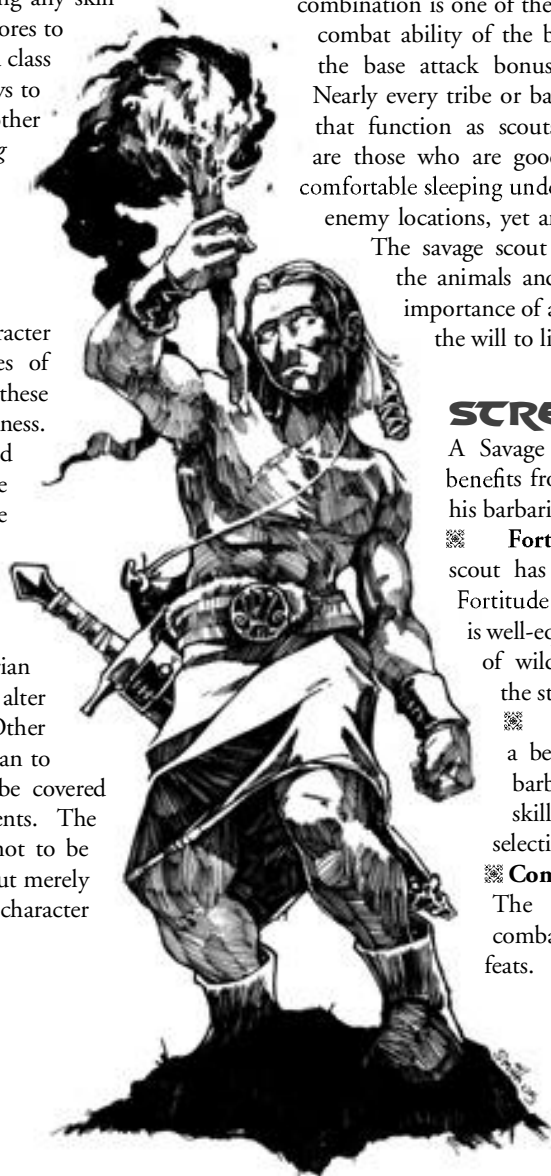 ng any skill
ores to
class
ys to
other
g
racter
es of
these
ness.
d
e
e
rian
alter
Other
an to
be covered
ents. The
not to be
ut merely
character
combination is one of the
combat ability of the b
the base attack bonus
Nearly every tribe or ba
that function as scouts
are those who are good
comfortable sleeping unde
enemy locations, yet ar
The savage scout
the animals and
importance of a
the will to li
STRE
A Savage
benefits fro
his barbari
Fort
scout has
Fortitude
is well-eq
of wild
the st
a be
barb
skill
selecti
Com
The
comba
feats.